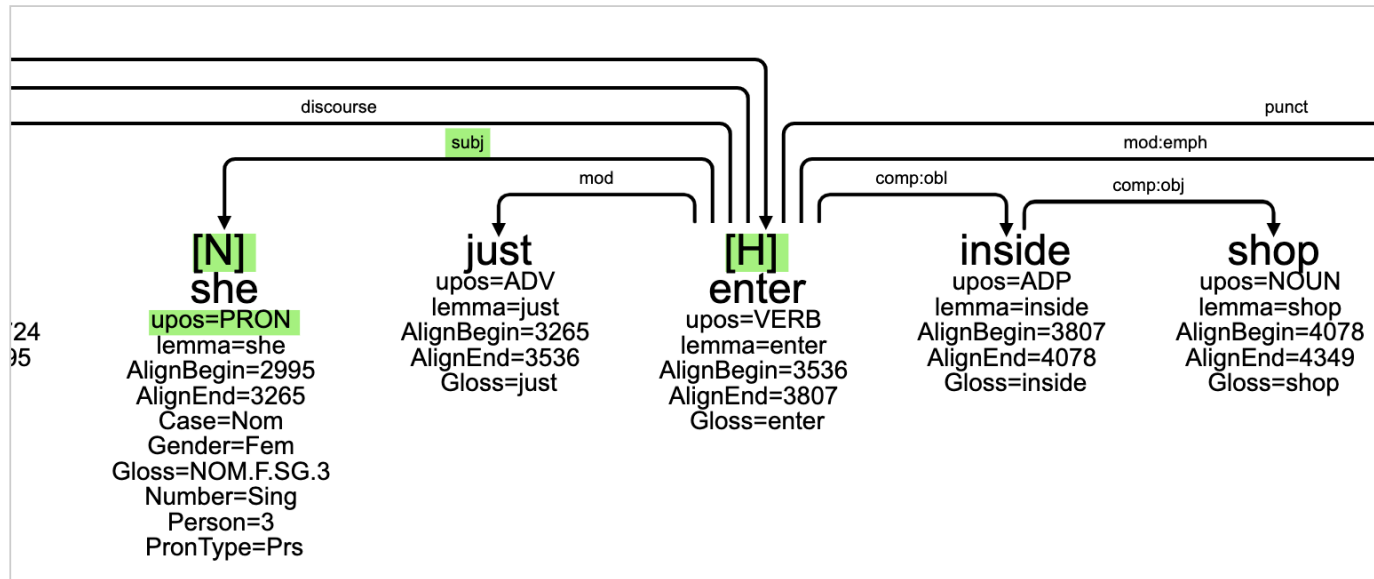 discourse
punct
subj
mod:emph
mod
comp:obl
comp:obj
[N]
she
upos=PRON
lemma=she
AlignBegin=2995
AlignEnd=3265
Case=Nom
Gender=Fem
Gloss=NOM.F.SG.3
Number=Sing
Person=3
PronType=Prs
just
upos=ADV
lemma=just
AlignBegin=3265
AlignEnd=3536
Gloss=just
[H]
enter
upos=VERB
lemma=enter
AlignBegin=3536
AlignEnd=3807
Gloss=enter
inside
upos=ADP
lemma=inside
AlignBegin=3807
AlignEnd=4078
Gloss=inside
shop
upos=NOUN
lemma=shop
AlignBegin=4078
AlignEnd=4349
Gloss=shop